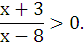 x + 3
x − 8 > 0.